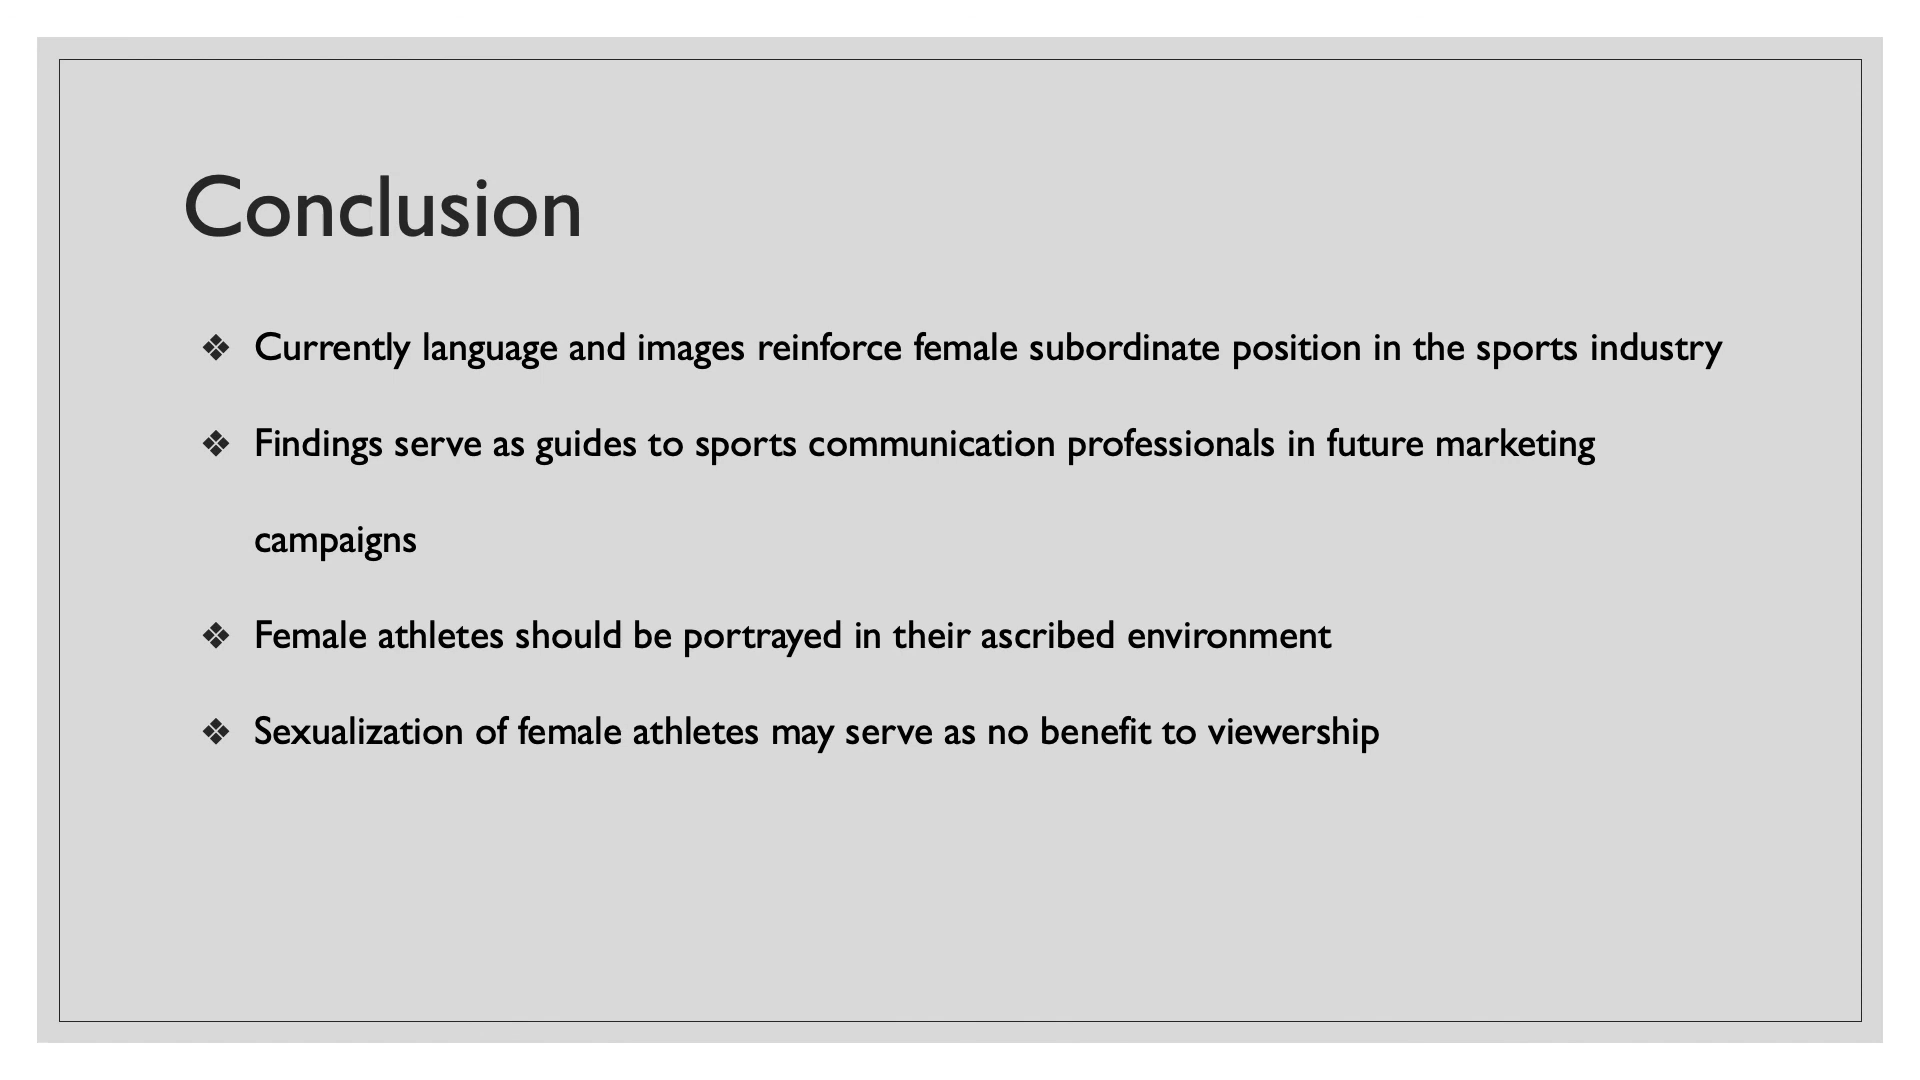 Conclusion
❖ Currently language and images reinforce female subordinate position in the sports industry
❖ Findings serve as guides to sports communication professionals in future marketing
campaigns
❖ Female athletes should be portrayed in their ascribed environment
❖ Sexualization of female athletes may serve as no benefit to viewership